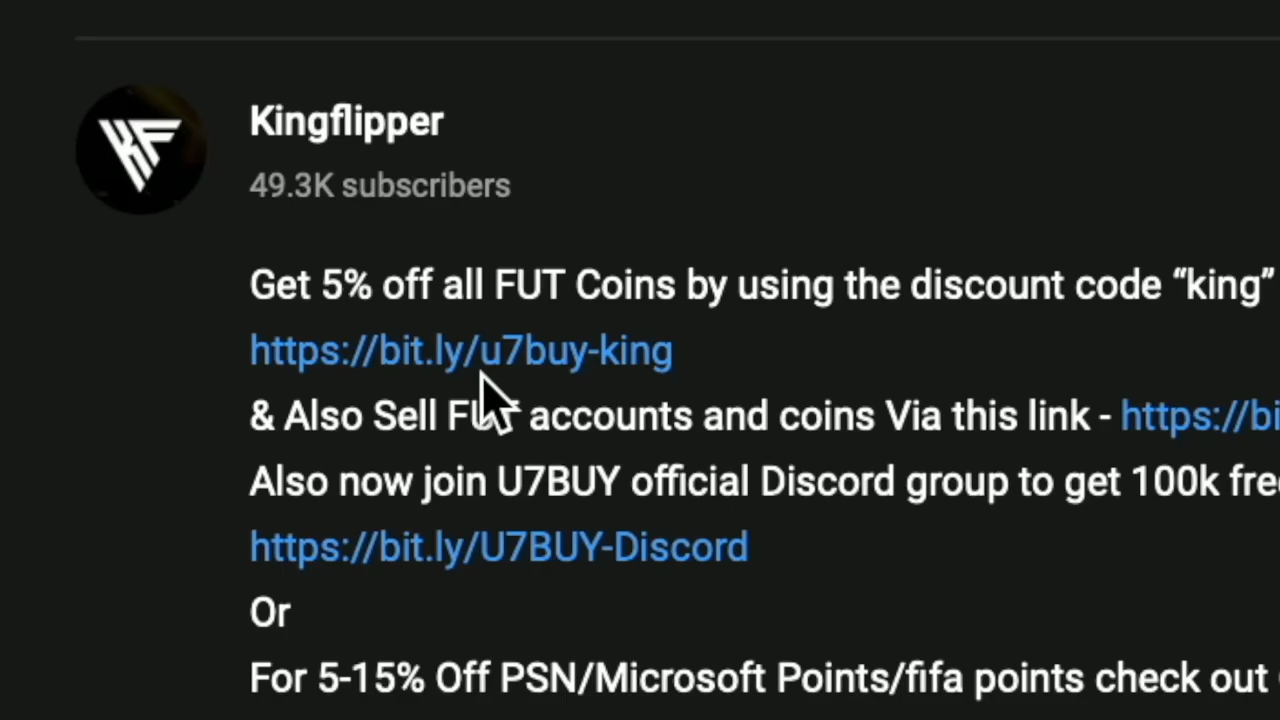 KF
Kingflipper
49.3K subscribers
Get 5% off all FUT Coins by using the discount code “king”
https://bit.ly/u7buy-king
& Also Sell FUT accounts and coins Via this link - https://bi
Also now join U7BUY official Discord group to get 100k fre
https://bit.ly/U7BUY-Discord
Or
For 5-15% Off PSN/Microsoft Points/fifa points check out